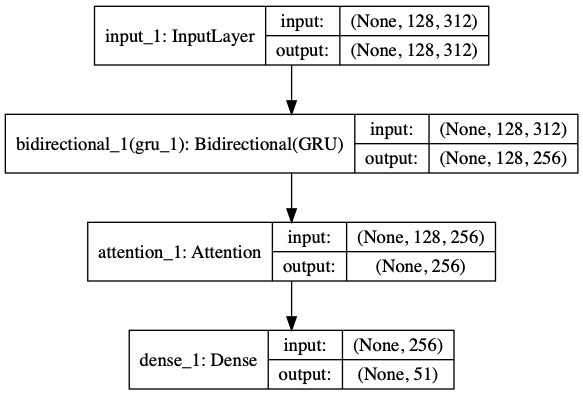 input_1: InputLayer
input: (None, 128, 312)
output: (None, 128, 312)
bidirectional_1(gru_1): Bidirectional(GRU)
input: (None, 128, 312)
output: (None, 128, 256)
attention_1: Attention
input: (None, 128, 256)
output: (None, 256)
dense_1: Dense
input: (None, 256)
output: (None, 51)